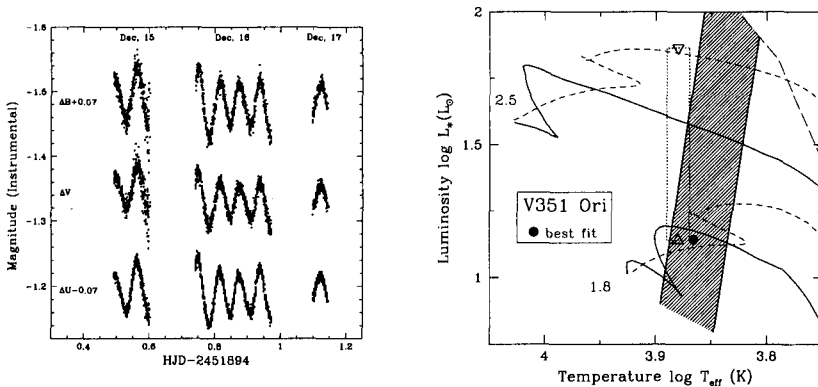 Dec, 15 Dec, 16 Dec, 17
-1.6
-1.5
-1.4
-1.3
-1.2
ΔB+0.07
ΔV
ΔU-0.07
Magnitude (Instrumental)
0.4 0.6 0.8 1 1.2
HJD-2451894
2
1.5
1
Luminosity log L*(L⊙)
2.5
V351 Ori
● best fit
1.8
4 3.9 3.8
Temperature log Teff (K)